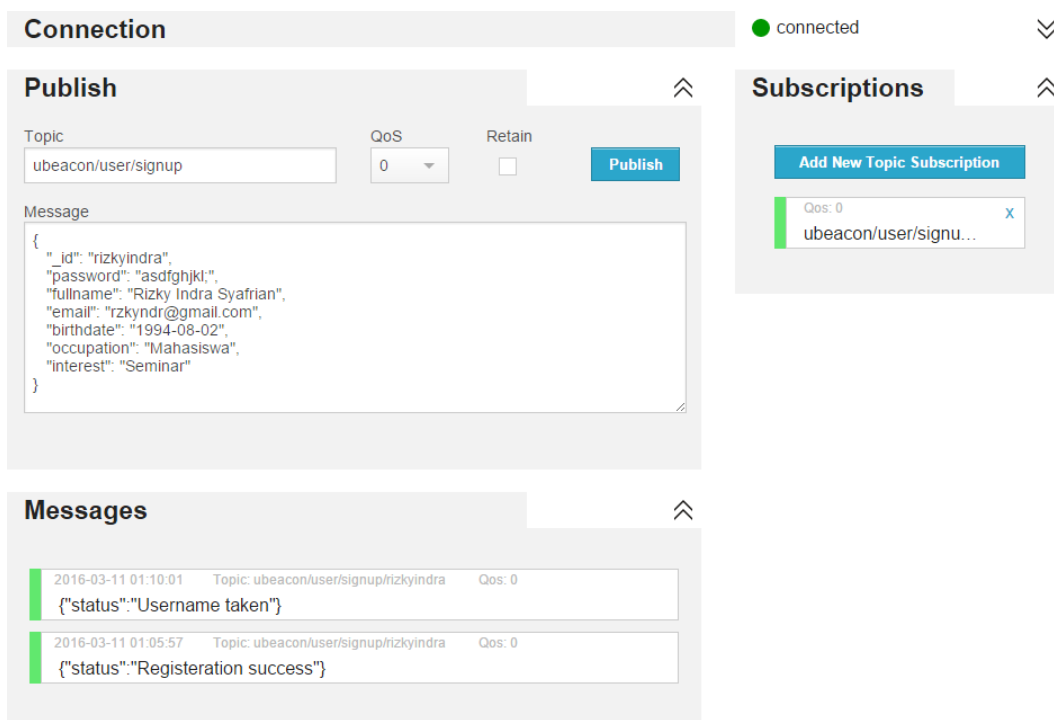 Connection
connected
Publish
Subscriptions
Topic
QoS
Retain
ubeacon/user/signup
0
Publish
Add New Topic Subscription
Message
Qos: 0
x
ubeacon/user/signu…
{
"_id": "rizkyindra",
"password": "asdfghjkl;",
"fullname": "Rizky Indra Syafrian",
"email": "rzkyndr@gmail.com",
"birthdate": "1994-08-02",
"occupation": "Mahasiswa",
"interest": "Seminar"
}
Messages
2016-03-11 01:10:01 Topic: ubeacon/user/signup/rizkyindra Qos: 0
{"status":"Username taken"}
2016-03-11 01:05:57 Topic: ubeacon/user/signup/rizkyindra Qos: 0
{"status":"Registeration success"}